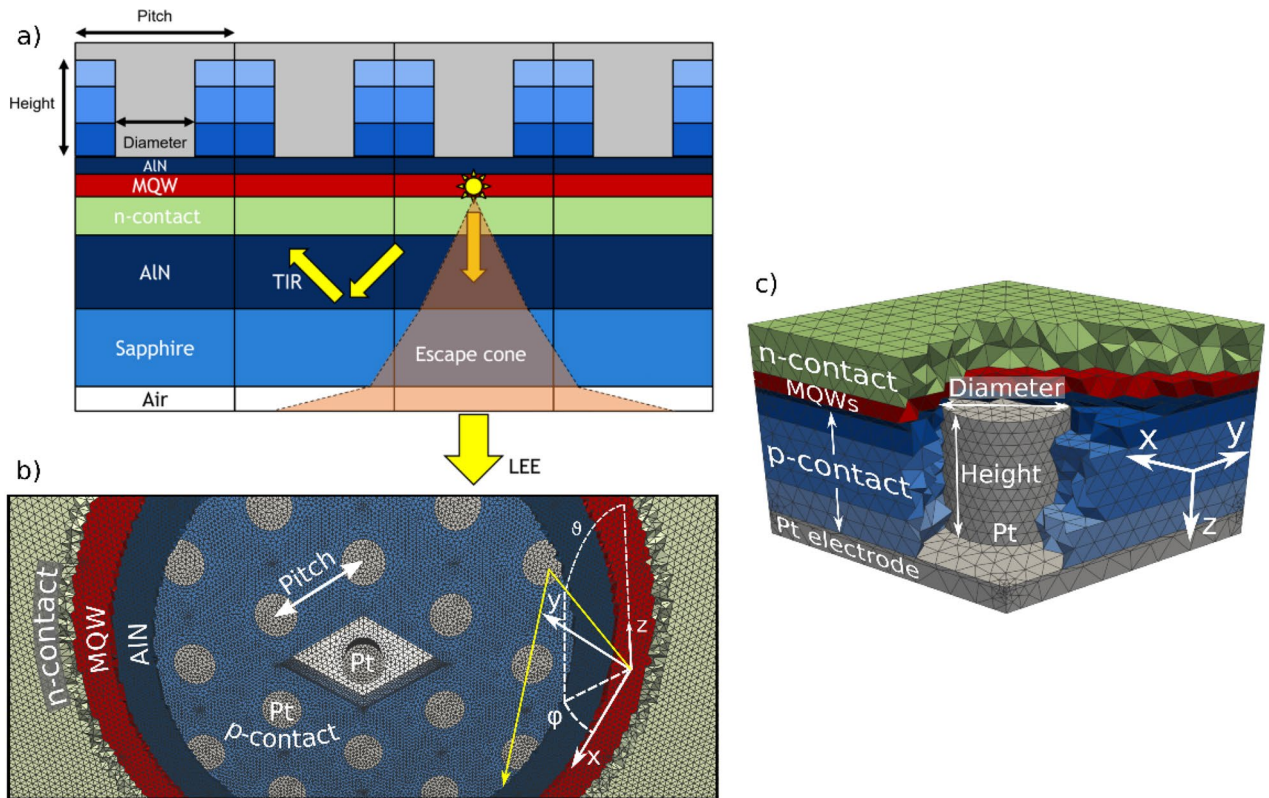 a)
Pitch
Height
Diameter
AlN
MQW
n-contact
AlN
TIR
Sapphire
Escape cone
Air
LEE
b)
n-contact
MQW
AlN
Pitch
Pt
Pt
p-contact
ϑ
y
z
φ
x
c)
n-contact
MQWs
Diameter
p-contact
Height
x
y
z
Pt
Pt electrode